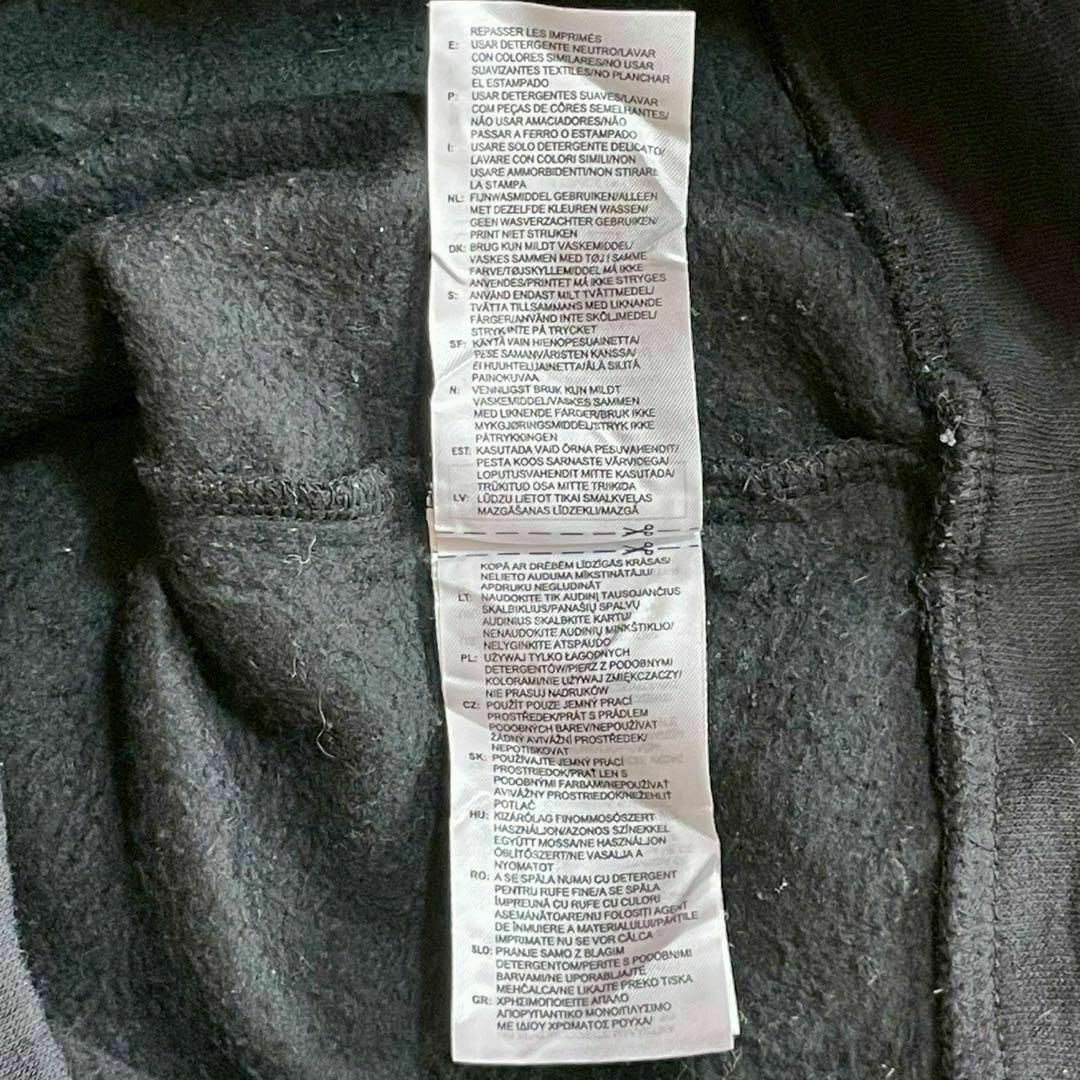 REPASSER LES IMPRIMÉS
E: USAR DETERGENTE NEUTRO/LAVAR
CON COLORES SIMILARES/NO USAR
SUAVIZANTES TEXTILES/NO PLANCHAR
EL ESTAMPADO
P: USAR DETERGENTES SUAVES/LAVAR
COM PEÇAS DE CÔRES SEMELHANTES/
NÃO USAR AMACIADORES/NÃO
PASSAR A FERRO O ESTAMPADO
I: USARE SOLO DETERGENTE DELICATO/
LAVARE CON COLORI SIMILI/NON
USARE AMMORBIDENTI/NON STIRARE
LA STAMPA
NL: FIJNWASMIDDEL GEBRUIKEN/ALLEEN
MET DEZELFDE KLEUREN WASSEN/
GEEN WASVERZACHTER GEBRUIKEN/
PRINT NIET STRIJKEN
DK: BRUG KUN MILDT VASKEMIDDEL/
VASKES SAMMEN MED TØJ I SAMME
FARVE/TØJSKYLLEMIDDEL MÅ IKKE
ANVENDES/PRINTET MÅ IKKE STRYGES
S: ANVÄND ENDAST MILT TVÄTTMEDEL/
TVÄTTA TILLSAMMANS MED LIKNANDE
FÄRGER/ANVÄND INTE SKÖLJMEDEL/
STRYK INTE PÅ TRYCKET
SF: KÄYTÄ VAIN HIENOPESUAINETTA/
PESE SAMANVÄRISTEN KANSSA/
EI HUUHTELUAINETTA/ÄLÄ SILITÄ
PAINOKUVAA
N: VENNLIGST BRUK KUN MILDT
VASKEMIDDEL/VASKES SAMMEN
MED LIKNENDE FARGER/BRUK IKKE
MYKGJØRINGSMIDDEL/STRYK IKKE
PÅTRYKKINGEN
EST: KASUTADA VAID ÕRNA PESUVAHENDIT/
PESTA KOOS SARNASTE VÄRVIDEGA/
LOPUTUSVAHENDIT MITTE KASUTADA/
TRÜKITUD OSA MITTE TRIIKIDA
LV: LŪDZU LIETOT TIKAI SMALKVEĻAS
MAZGĀŠANAS LĪDZEKLI/MAZGĀ
KOPĀ AR DRĒBĒM LĪDZĪGĀS KRĀSĀS/
NELIETO AUDUMA MĪKSTINĀTĀJU/
APDRUKU NEGLUDINĀT
LT: NAUDOKITE TIK AUDINĮ TAUSOJANČIUS
SKALBIKLIUS/PANAŠIŲ SPALVŲ
AUDINIUS SKALBKITE KARTU/
NENAUDOKITE AUDINIŲ MINKŠTIKLIO/
NELYGINKITE ATSPAUDO
PL: UŻYWAJ TYLKO ŁAGODNYCH
DETERGENTÓW/PIERZ Z PODOBNYMI
KOLORAMI/NIE UŻYWAJ ZMIĘKCZACZY/
NIE PRASUJ NADRUKÓW
CZ: POUŽÍT POUZE JEMNÝ PRACÍ
PROSTŘEDEK/PRÁT S PRÁDLEM
PODOBNÝCH BAREV/NEPOUŽÍVAT
ŽÁDNÝ AVIVÁŽNÍ PROSTŘEDEK/
NEPOTISKOVAT
SK: POUŽÍVAJTE JEMNÝ PRACÍ
PROSTRIEDOK/PRAŤ LEN S
PODOBNÝMI FARBAMI/NEPOUŽÍVAŤ
AVIVÁŽNY PROSTRIEDOK/NEŽEHLIŤ
POTLAČ
HU: KIZÁRÓLAG FINOMMOSÓSZERT
HASZNÁLJON/AZONOS SZÍNEKKEL
EGYÜTT MOSSA/NE HASZNÁLJON
ÖBLÍTŐSZERT/NE VASALJA A
NYOMATOT
RO: A SE SPĂLA NUMAI CU DETERGENT
PENTRU RUFE FINE/A SE SPĂLA
ÎMPREUNĂ CU RUFE CU CULORI
ASEMĂNĂTOARE/NU FOLOSIȚI AGENT
DE ÎNMUIERE A MATERIALULUI/PĂRȚILE
IMPRIMATE NU SE VOR CĂLCA
SLO: PRANJE SAMO Z BLAGIM
DETERGENTOM/PERITE S PODOBNIMI
BARVAMI/NE UPORABLJAJTE
MEHČALCA/NE LIKAJTE PREKO TISKA
GR: ΧΡΗΣΙΜΟΠΟΙΕΙΤΕ ΑΠΑΛΟ
ΑΠΟΡΥΠΑΝΤΙΚΟ ΜΟΝΟ/ΠΛΥΣΙΜΟ
ΜΕ ΙΔΙΟΥ ΧΡΩΜΑΤΟΣ ΡΟΥΧΑ/